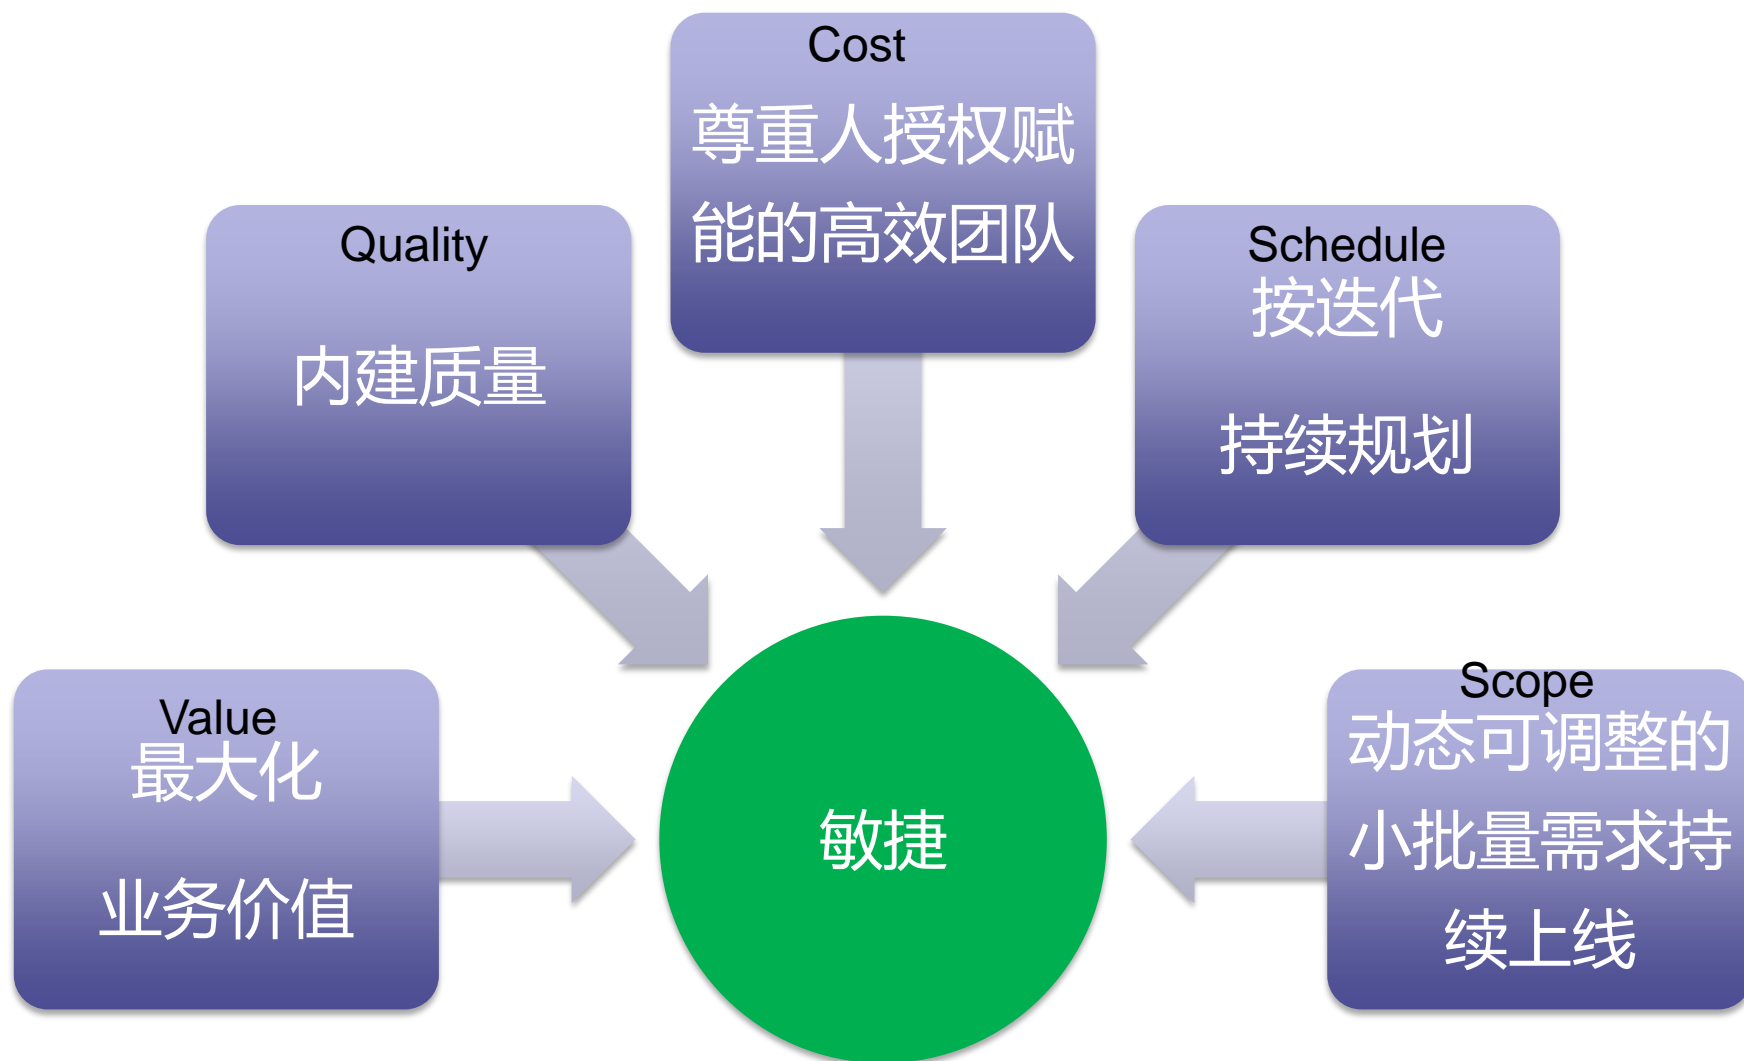 Cost
尊重人授权赋
能的高效团队
Quality
内建质量
Schedule
按迭代
持续规划
Value
最大化
业务价值
Scope
动态可调整的
小批量需求持
续上线
敏捷